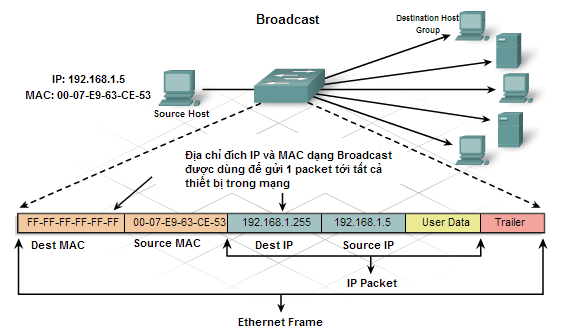 Broadcast
Destination Host
Group
IP: 192.168.1.5
MAC: 00-07-E9-63-CE-53
Source Host
Địa chỉ đích IP và MAC dạng Broadcast
được dùng để gửi 1 packet tới tất cả
thiết bị trong mạng
FF-FF-FF-FF-FF-FF 00-07-E9-63-CE-53 192.168.1.255 192.168.1.5 User Data Trailer
Dest MAC Source MAC Dest IP Source IP
IP Packet
Ethernet Frame